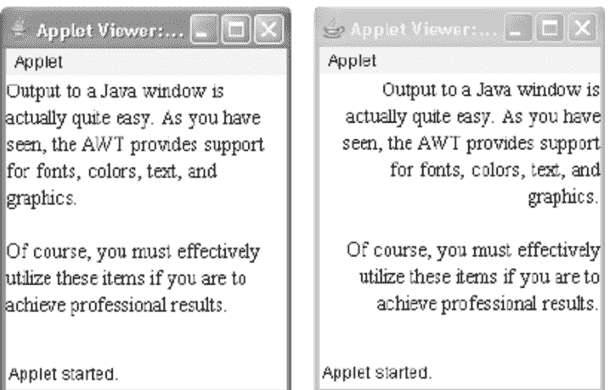 Applet Viewer:...
Applet
Output to a Java window is
actually quite easy. As you have
seen, the AWT provides support
for fonts, colors, text, and
graphics.
Of course, you must effectively
utilize these items if you are to
achieve professional results.
Applet started.
Applet Viewer:...
Applet
Output to a Java window is
actually quite easy. As you have
seen, the AWT provides support
for fonts, colors, text, and
graphics.
Of course, you must effectively
utilize these items if you are to
achieve professional results.
Applet started.